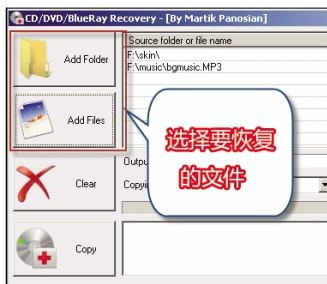 CD/DVD/BlueRay Recovery - [By Martik Panosian]
Add Folder
Source folder or file name
F:\skin\
F:\music\bgmusic.MP3
Add Files
选择要恢复
的文件
Clear
Outpu
Copyi
Copy